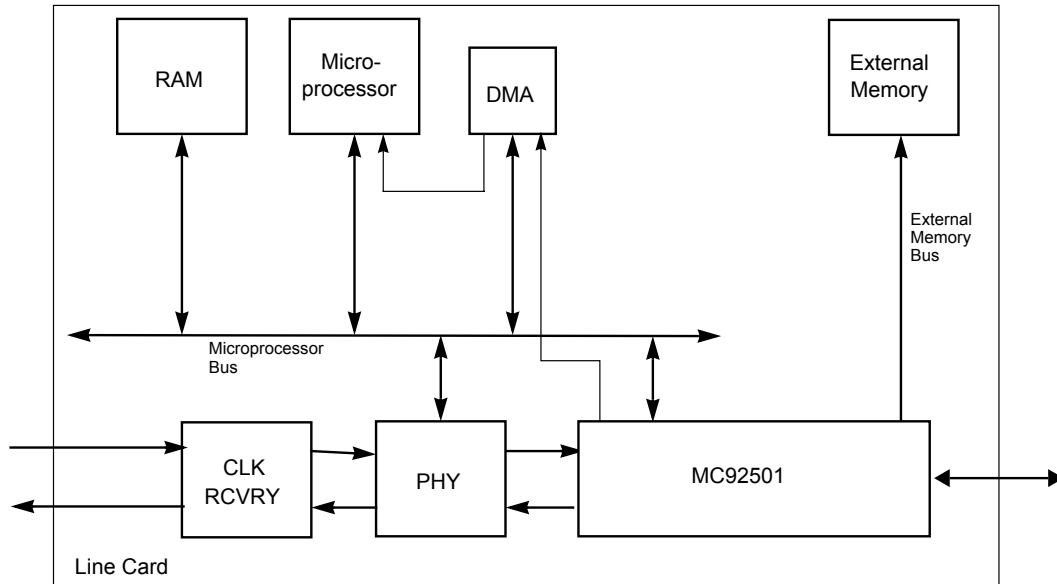 RAM
Micro-
processor
DMA
External
Memory
External
Memory
Bus
Microprocessor
Bus
CLK
RCVRY
PHY
MC92501
Line Card